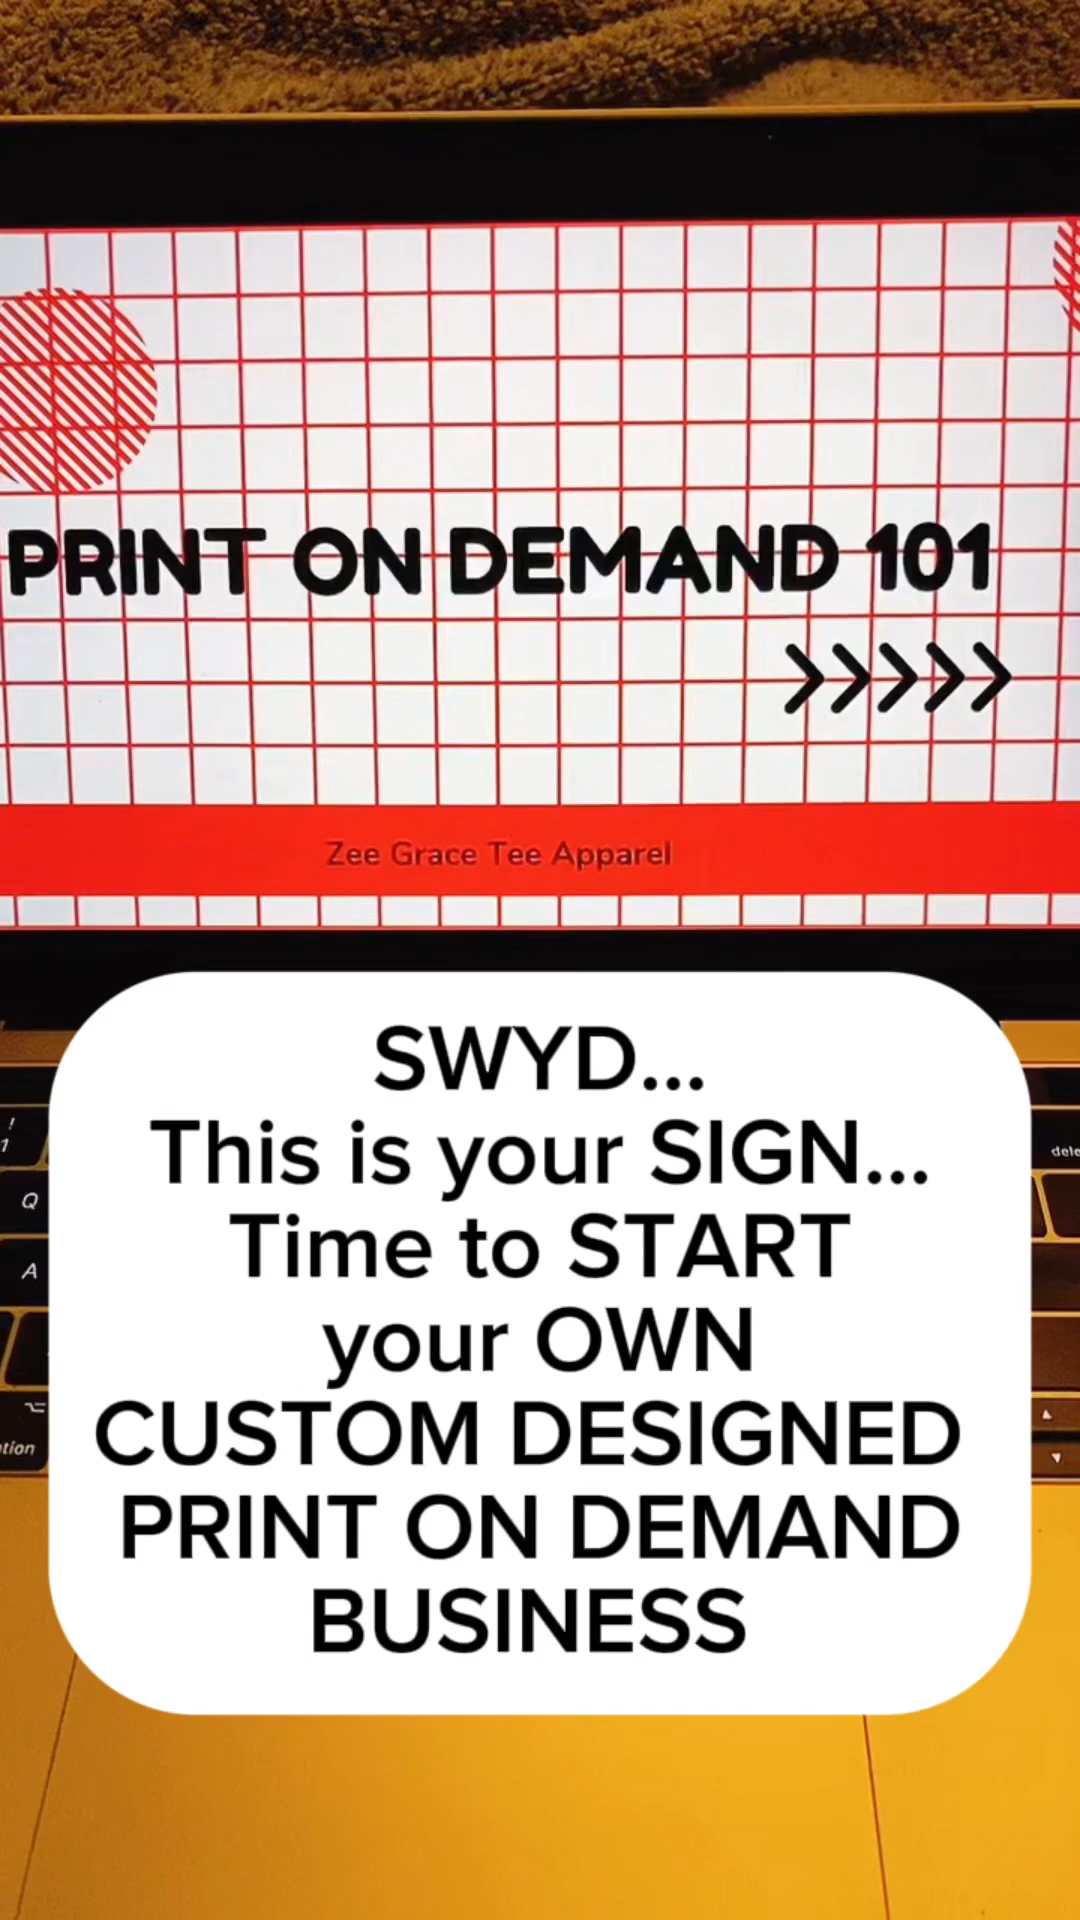 PRINT ON DEMAND 101
Zee Grace Tee Apparel
SWYD...
This is your SIGN...
Time to START
your OWN
CUSTOM DESIGNED
PRINT ON DEMAND
BUSINESS
!
1
Q
A
dele